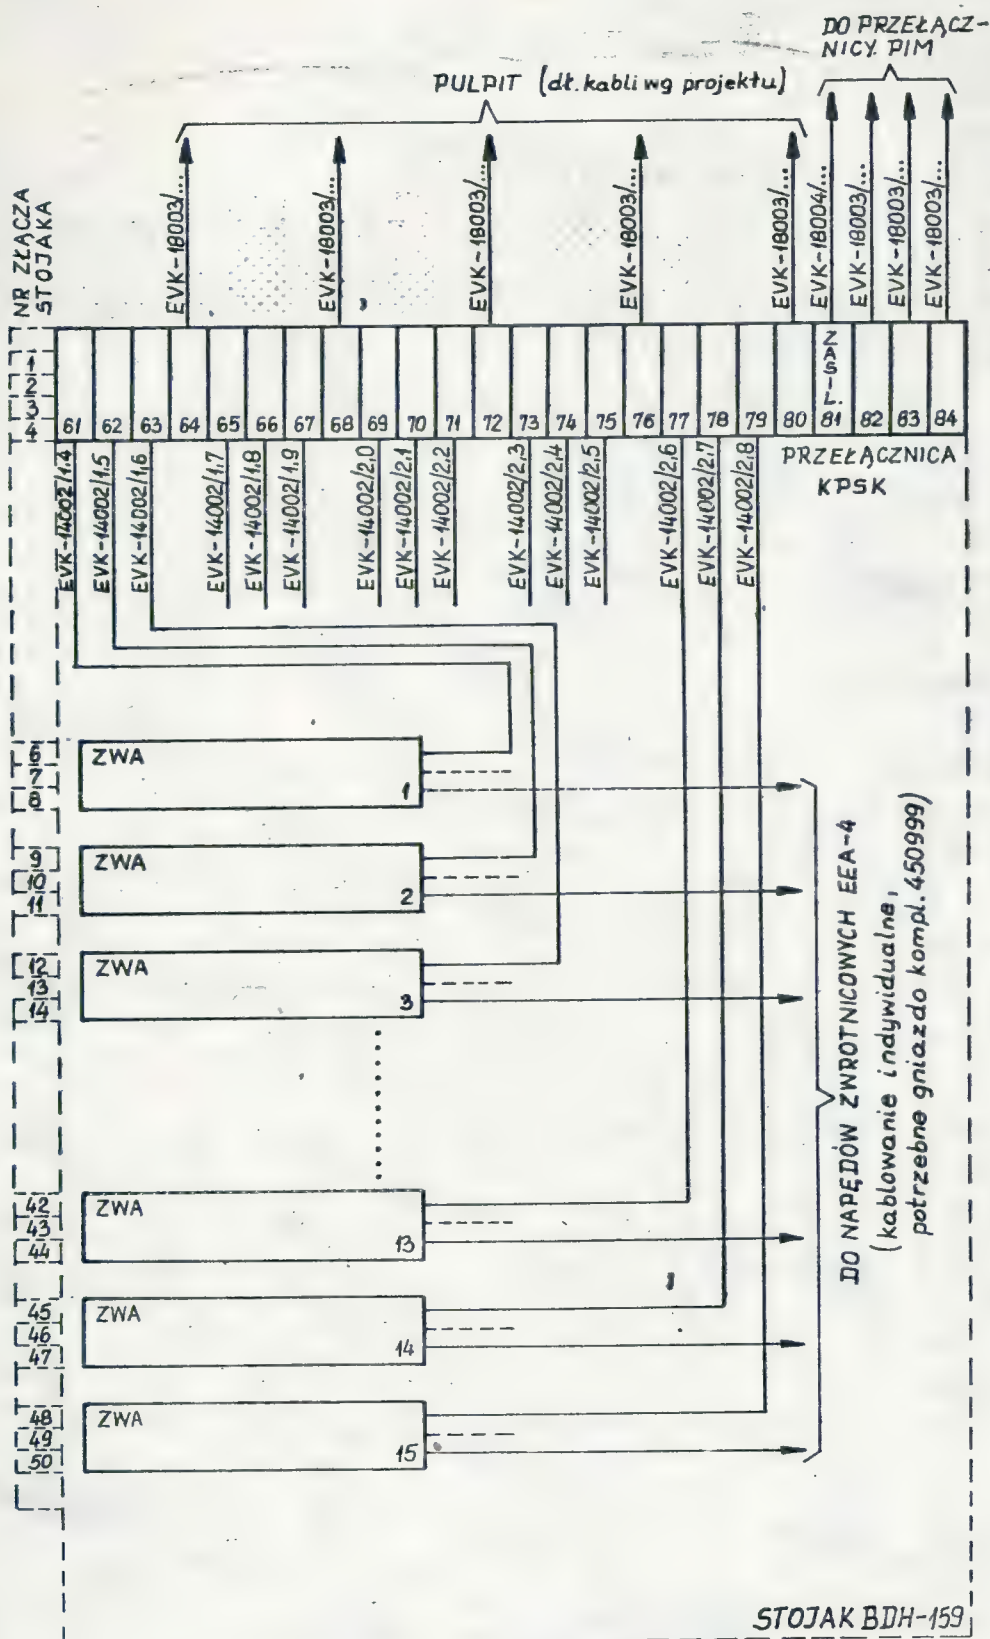 DO PRZEŁĄCZ-
NICY PIM
PULPIT (dł. kabli wg projektu)
NR ZŁĄCZA
STOJAKA
EVK-18003/...
EVK-18003/...
EVK-18003/...
EVK-18003/...
EVK-18003/...
EVK-18004/...
EVK-18003/...
EVK-18003/...
EVK-18003/...
1
2
3
4
ZASIL.
61 62 63 64 65 66 67 68 69 70 71 72 73 74 75 76 77 78 79 80 81 82 83 84
PRZEŁĄCZNICA
KPSK
EVK-14002/1,4
EVK-14002/1,5
EVK-14002/1,6
EVK-14002/1,7
EVK-14002/1,8
EVK-14002/1,9
EVK-14002/2,0
EVK-14002/2,1
EVK-14002/2,2
EVK-14002/2,3
EVK-14002/2,4
EVK-14002/2,5
EVK-14002/2,6
EVK-14002/2,7
EVK-14002/2,8
6
7
8
ZWA
1
9
10
11
ZWA
2
12
13
14
ZWA
3
42
43
44
ZWA
13
45
46
47
ZWA
14
48
49
50
ZWA
15
DO NAPĘDÓW ZWROTNICOWYCH EEA-4
(kablowanie indywidualne,
potrzebne gniazdo kompl. 450999)
STOJAK BDH-159